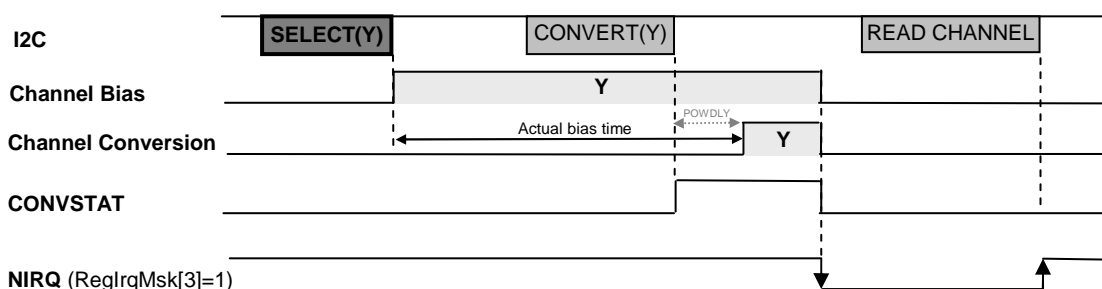 I2C
SELECT(Y)
CONVERT(Y)
READ CHANNEL
Channel Bias
Y
POWDLY
Actual bias time
Channel Conversion
Y
CONVSTAT
NIRQ (RegIrqMsk[3]=1)